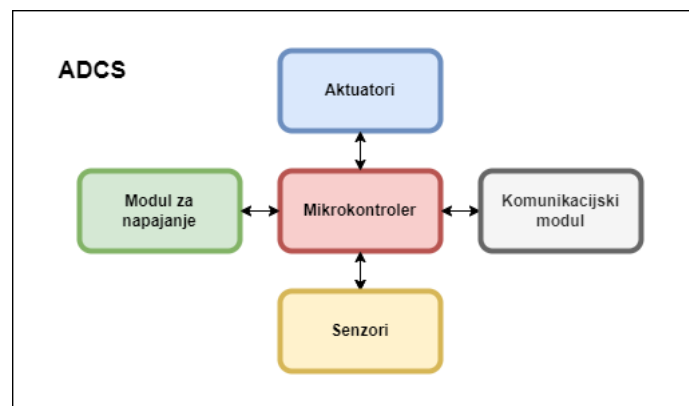 ADCS
Aktuatori
Modul za
napajanje
Mikrokontroler
Komunikacijski
modul
Senzori